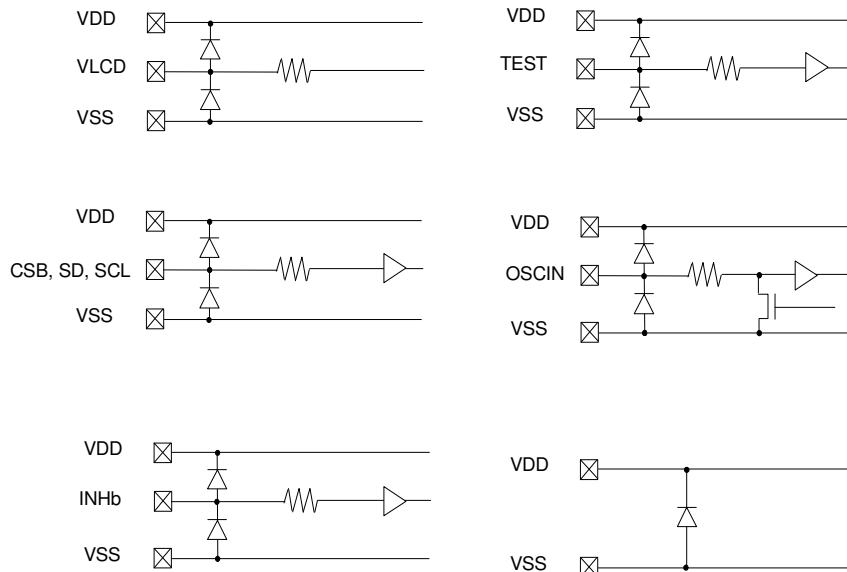 VDD
VLCD
VSS
VDD
TEST
VSS
VDD
CSB, SD, SCL
VSS
VDD
OSCIN
VSS
VDD
INHb
VSS
VDD
VSS